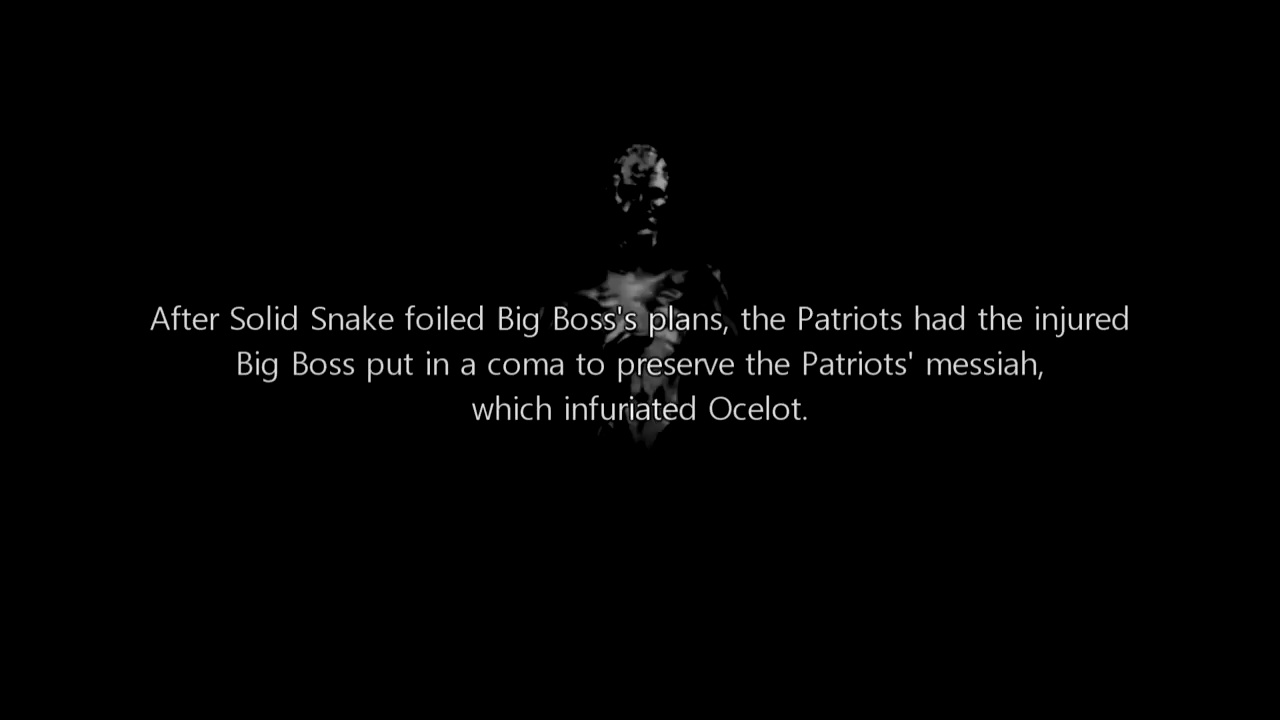 After Solid Snake foiled Big Boss's plans, the Patriots had the injured
Big Boss put in a coma to preserve the Patriots' messiah,
which infuriated Ocelot.